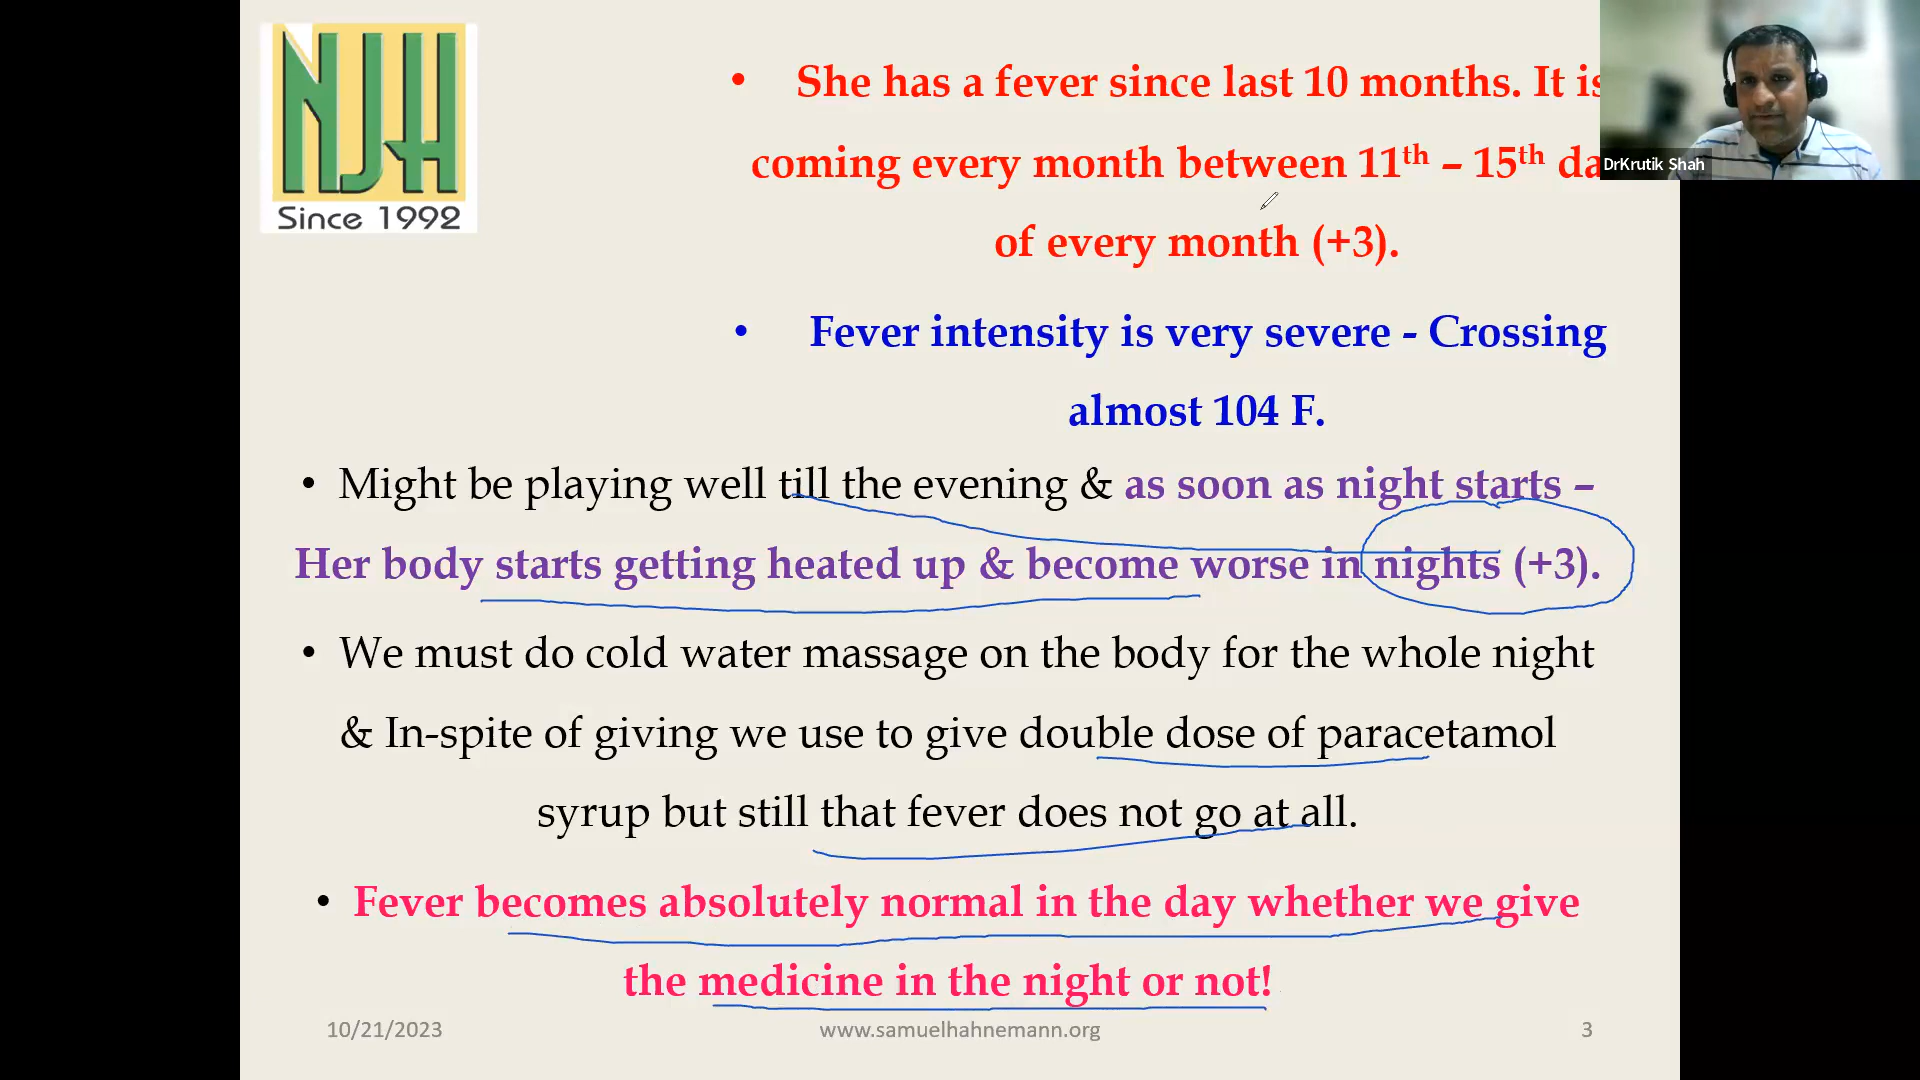 NJH
Since 1992
• She has a fever since last 10 months. It is
coming every month between 11th – 15th da
of every month (+3).
DrKrutik Shah
• Fever intensity is very severe - Crossing
almost 104 F.
• Might be playing well till the evening & as soon as night starts –
Her body starts getting heated up & become worse in nights (+3).
• We must do cold water massage on the body for the whole night
& In-spite of giving we use to give double dose of paracetamol
syrup but still that fever does not go at all.
• Fever becomes absolutely normal in the day whether we give
the medicine in the night or not!
10/21/2023
www.samuelhahnemann.org
3